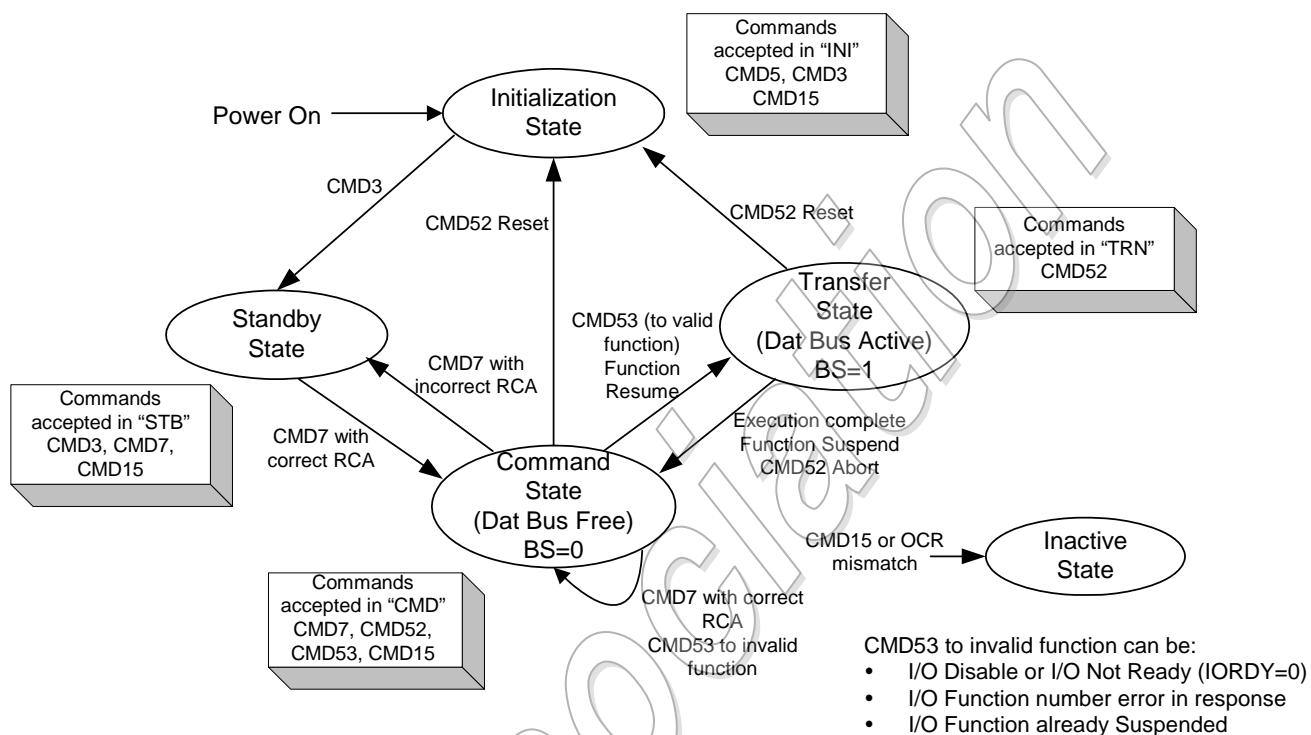 Commands
accepted in “INI”
CMD5, CMD3
CMD15
Power On
Initialization
State
CMD3
CMD52 Reset
CMD52 Reset
Commands
accepted in “TRN”
CMD52
Transfer
State
(Dat Bus Active)
BS=1
Standby
State
CMD53 (to valid
function)
Function
Resume
CMD7 with
incorrect RCA
Commands
accepted in “STB”
CMD3, CMD7,
CMD15
CMD7 with
correct RCA
Execution complete
Function Suspend
CMD52 Abort
Command
State
(Dat Bus Free)
BS=0
CMD15 or OCR
mismatch
Inactive
State
Commands
accepted in “CMD”
CMD7, CMD52,
CMD53, CMD15
CMD7 with correct
RCA
CMD53 to invalid
function
CMD53 to invalid function can be:
• I/O Disable or I/O Not Ready (IORDY=0)
• I/O Function number error in response
• I/O Function already Suspended
ociation